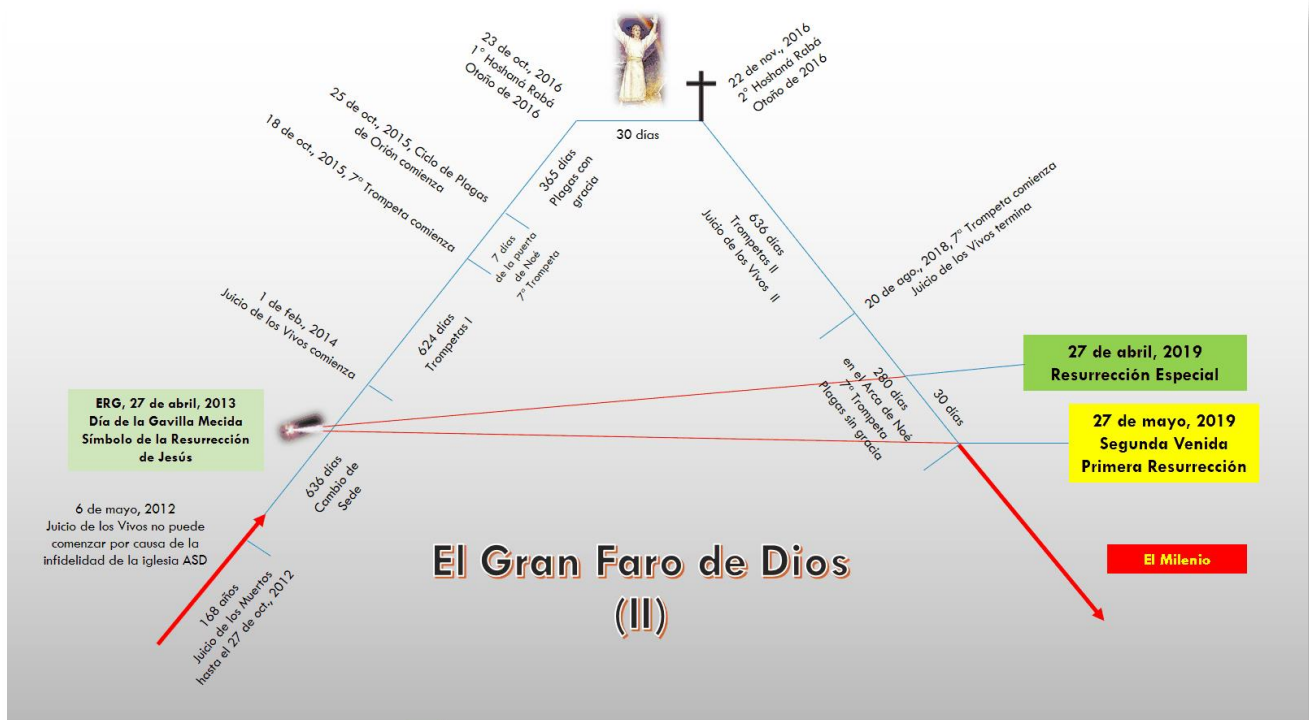 23 de oct., 2016
1° Hoshaná Rabá
Otoño de 2016
22 de nov., 2016
2° Hoshaná Rabá
Otoño de 2016
30 días
25 de oct., 2015, Ciclo de Plagas
de Orión comienza
18 de oct., 2015, 7° Trompeta comienza
365 días
Plagas con
gracia
7 días
de la puerta
de Noé
7° Trompeta
636 días
Trompetas II
Juicio de los Vivos II
20 de ago., 2018, 7° Trompeta comienza
Juicio de los Vivos termina
1 de feb., 2014
Juicio de los Vivos comienza
624 días
Trompetas I
27 de abril, 2019
Resurrección Especial
280 días
en el Arca de Noé
7° Trompeta
Plagas sin gracia
30 días
ERG, 27 de abril, 2013
Día de la Gavilla Mecida
Símbolo de la Resurrección
de Jesús
27 de mayo, 2019
Segunda Venida
Primera Resurrección
636 días
Cambio de
Sede
6 de mayo, 2012
Juicio de los Vivos no puede
comenzar por causa de la
infidelidad de la iglesia ASD
168 años
Juicio de los Muertos
hasta el 27 de oct., 2012
El Gran Faro de Dios
(II)
El Milenio